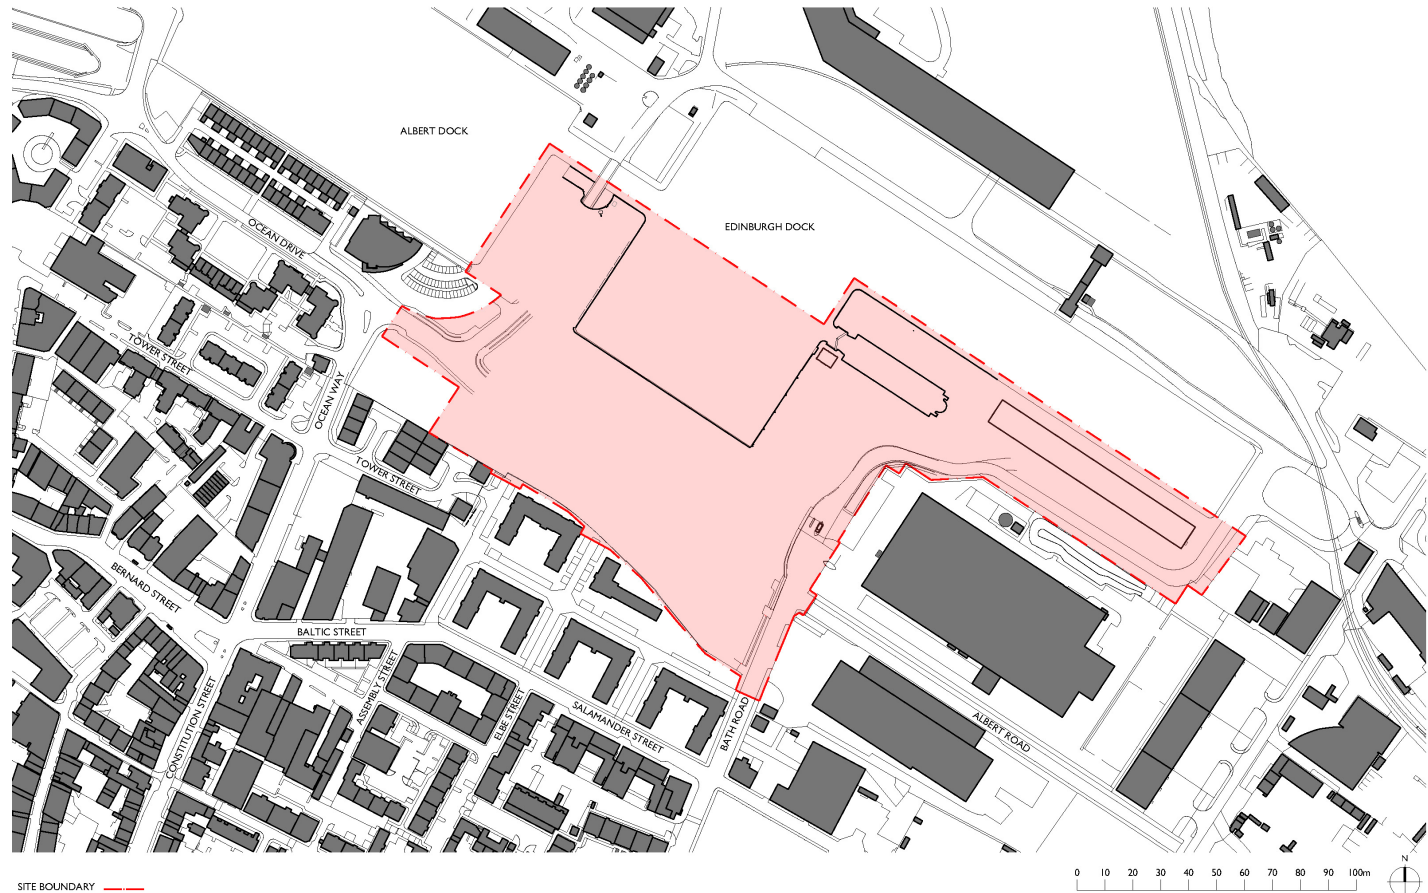 ALBERT DOCK
EDINBURGH DOCK
OCEAN DRIVE
TOWER STREET
OCEAN WAY
TOWER STREET
BERNARD STREET
BALTIC STREET
ASSEMBLY STREET
CONSTITUTION STREET
ELBE STREET
SALAMANDER STREET
BATH ROAD
ALBERT ROAD
N
0 10 20 30 40 50 60 70 80 90 100m
SITE BOUNDARY